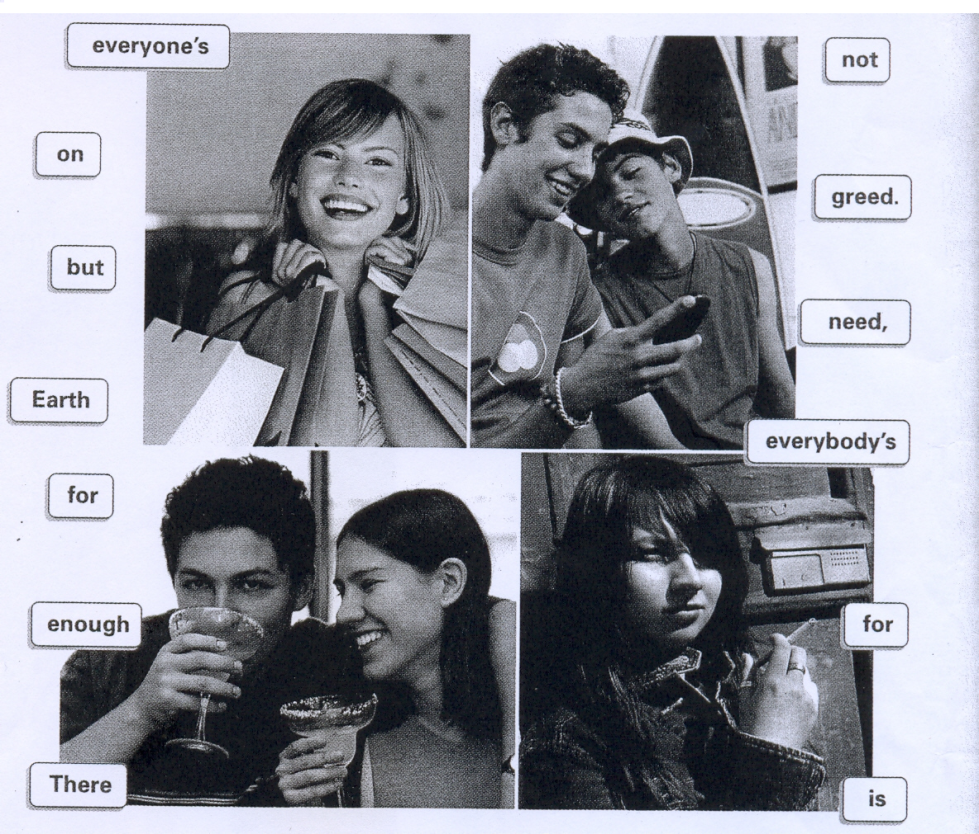 everyone's
not
on
greed.
but
need,
Earth
everybody's
for
enough
for
There
is